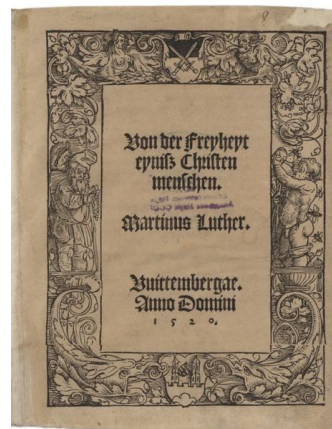 Von der Freyheyt
eyniß Christen
menschen.
Martinus Luther.
Vuittembergae.
Anno Domini
1520.